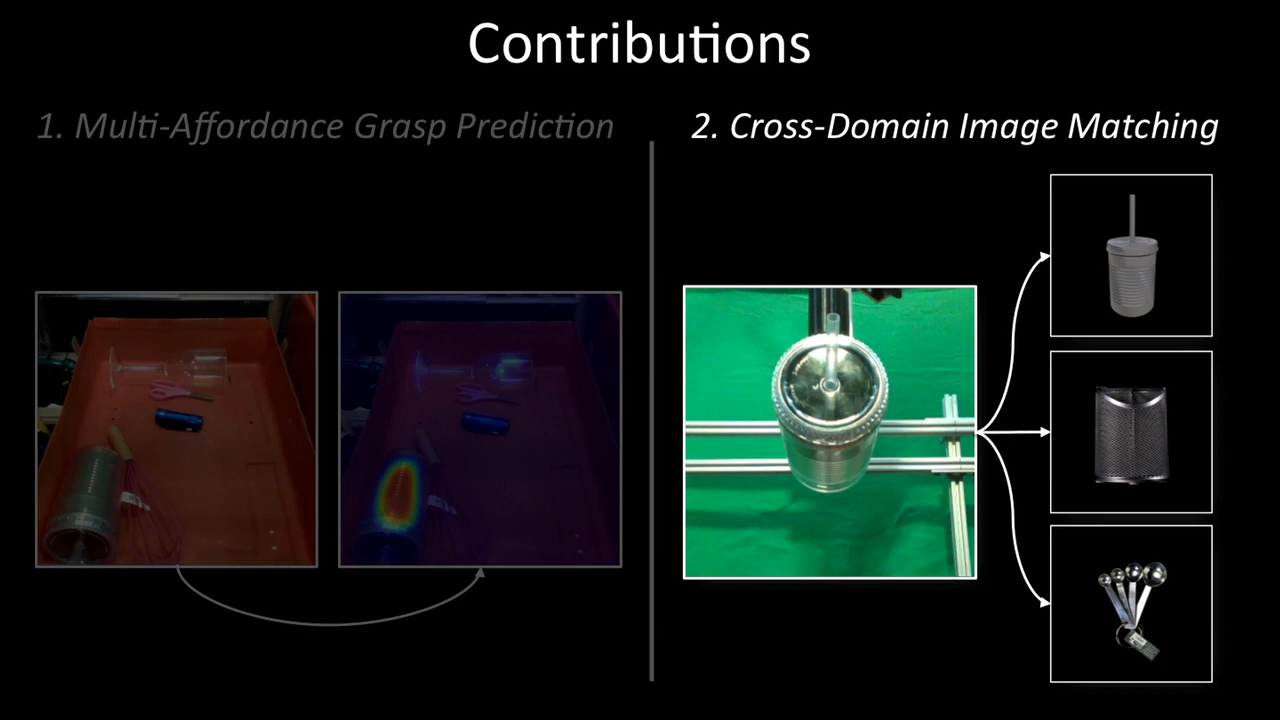 Contributions
1. Multi-Affordance Grasp Prediction
2. Cross-Domain Image Matching